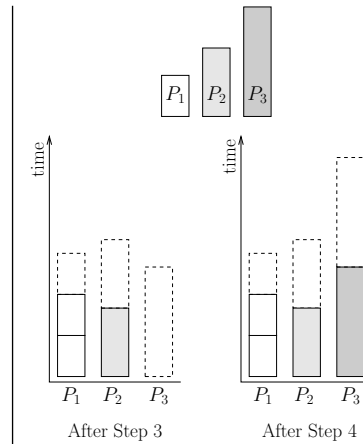 P₁ P₂ P₃
time
time
P₁ P₂ P₃
P₁ P₂ P₃
After Step 3
After Step 4